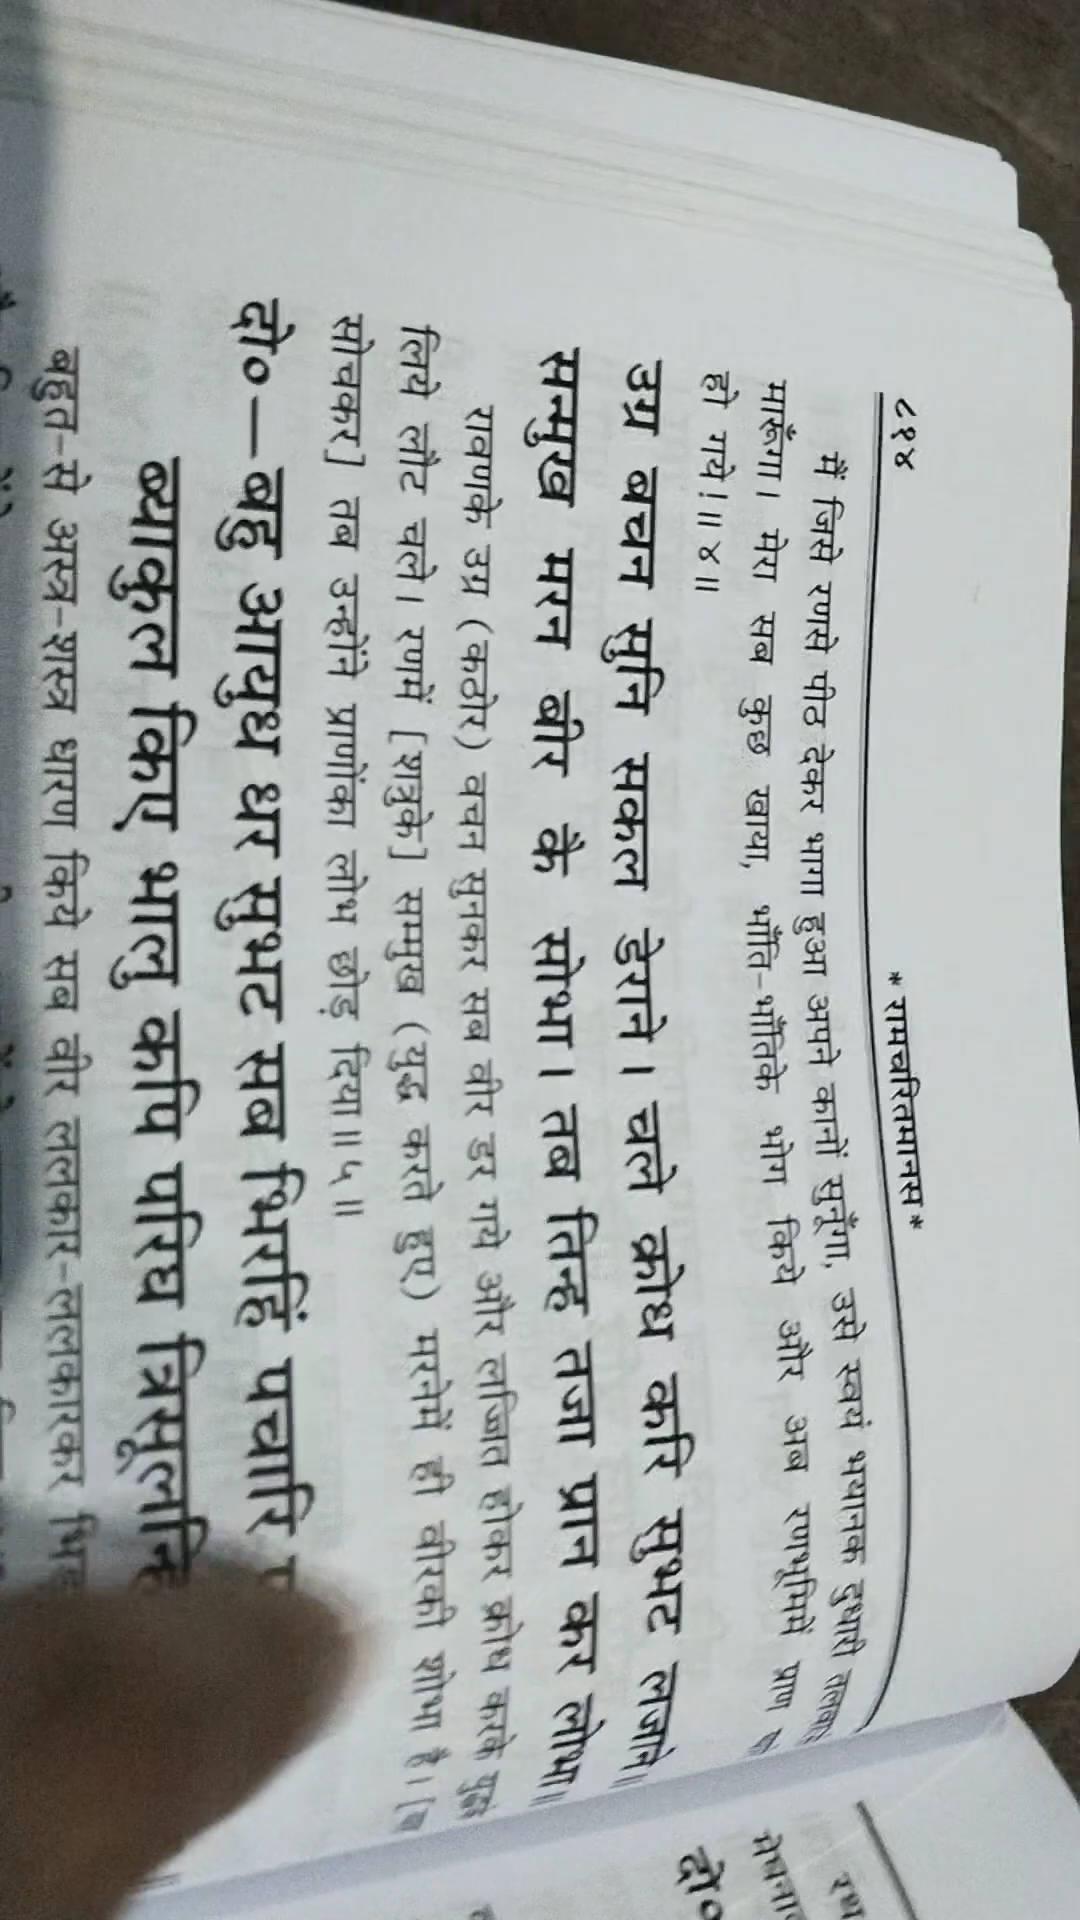 ८१४
* रामचरितमानस *
मैं जिसे रणसे पीठ देकर भागा हुआ अपने कानों सुनूँगा, उसे स्वयं भयानक दुधारी
मारूँगा। मेरा सब कुछ खाया, भाँति-भाँतिके भोग किये और अब रणभूमिमें प्राण
हो गये!॥ ४॥
उग्र बचन सुनि सकल डेराने। चले क्रोध करि सुभट लजाने॥
सन्मुख मरन बीर कै सोभा। तब तिन्ह तजा प्रान कर लोभा॥
रावणके उग्र (कठोर) वचन सुनकर सब वीर डर गये और लज्जित होकर क्रोध करके
लिये लौट चले। रणमें [शत्रुके] सम्मुख (युद्ध करते हुए) मरनेमें ही वीरकी शोभा है।
सोचकर] तब उन्होंने प्राणोंका लोभ छोड़ दिया॥५॥
दो०—बहु आयुध धर सुभट सब भिरहिं पचारि
ब्याकुल किए भालु कपि परिघ
बहुत-से अस्त्र-शस्त्र धारण किये सब वीर ललकार-ललकारकर
दो०